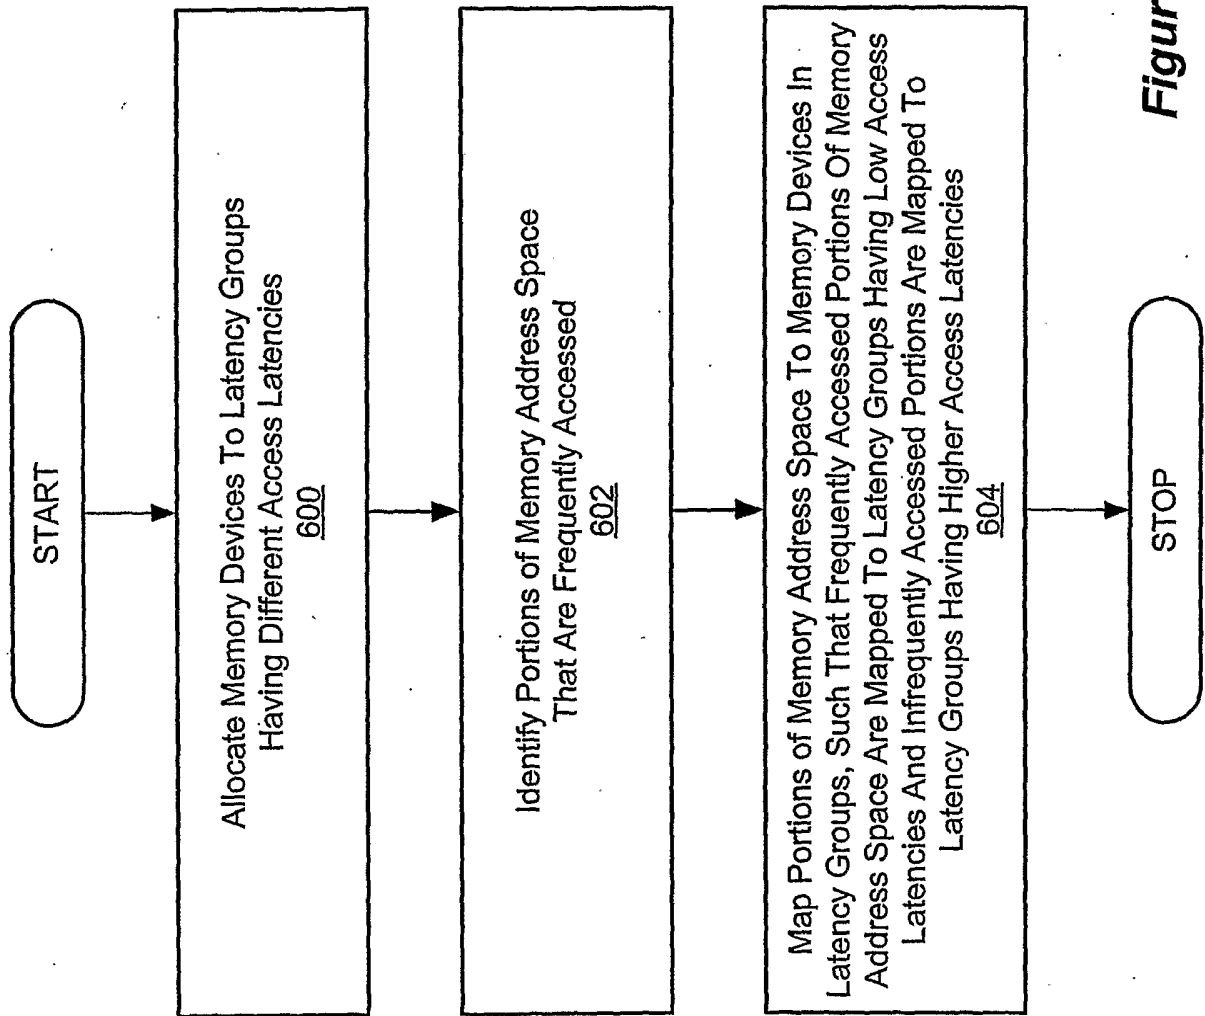 START
Allocate Memory Devices To Latency Groups
Having Different Access Latencies
600
Identify Portions of Memory Address Space
That Are Frequently Accessed
602
Map Portions of Memory Address Space To Memory Devices In
Latency Groups, Such That Frequently Accessed Portions Of Memory
Address Space Are Mapped To Latency Groups Having Low Access
Latencies And Infrequently Accessed Portions Are Mapped To
Latency Groups Having Higher Access Latencies
604
STOP